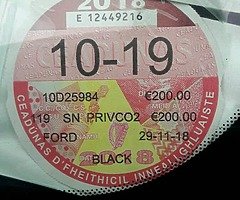 2018
E 12449216
10-19
10D25984 €200.00
119 SN PRIVCO2 €200.00
FORD 29-11-18
BLACK
CEADÚNAS D'FHEITHICIL INNEALLGHLUAISTE